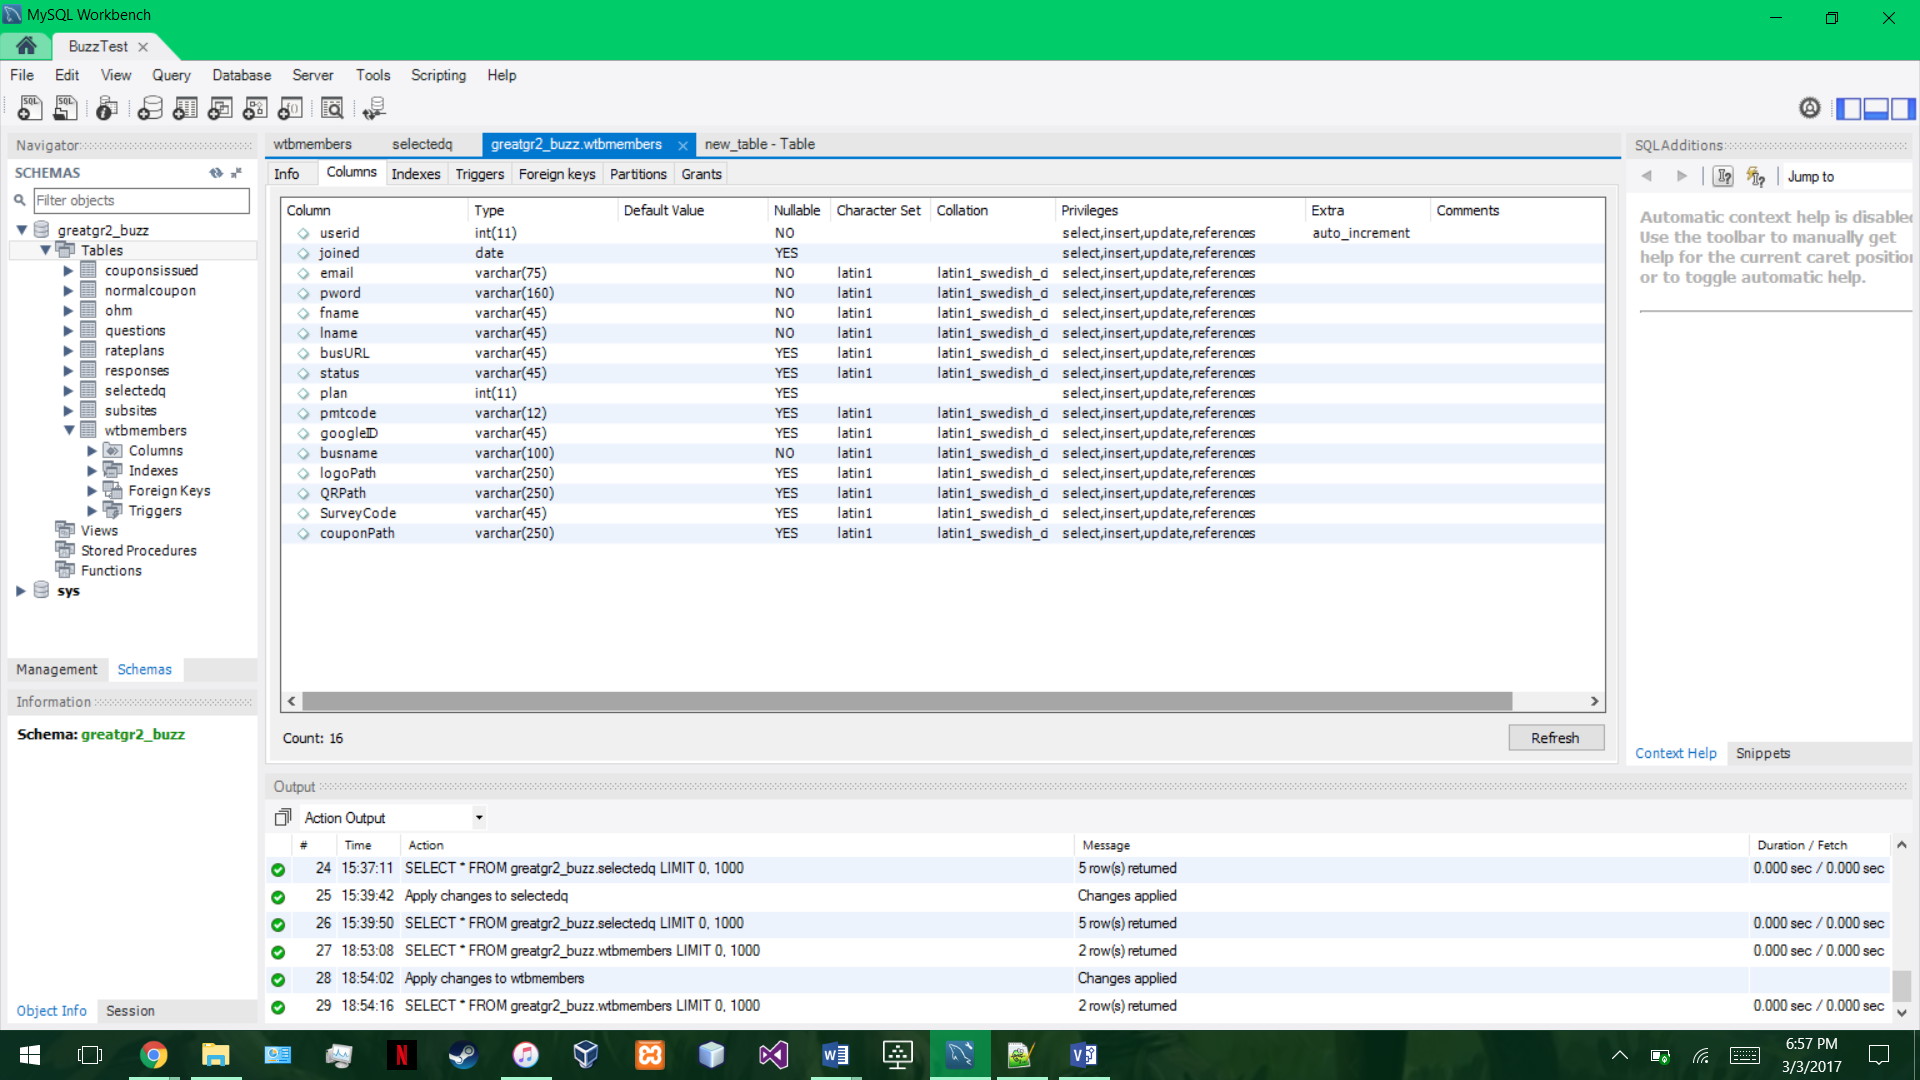 MySQL Workbench
BuzzTest
File Edit View Query Database Server Tools Scripting Help
Navigator
SCHEMAS
Filter objects
greatgr2_buzz
Tables
couponsissued
normalcoupon
ohm
questions
rateplans
responses
selectedq
subsites
wtbmembers
Columns
Indexes
Foreign Keys
Triggers
Views
Stored Procedures
Functions
sys
Management Schemas
Information
Schema: greatgr2_buzz
Object Info Session
wtbmembers selectedq greatgr2_buzz.wtbmembers new_table - Table
Info Columns Indexes Triggers Foreign keys Partitions Grants
Column Type Default Value Nullable Character Set Collation Privileges Extra Comments
userid int(11) NO select,insert,update,references auto_increment
joined date YES select,insert,update,references
email varchar(75) NO latin1 latin1_swedish_ci select,insert,update,references
pword varchar(160) NO latin1 latin1_swedish_ci select,insert,update,references
fname varchar(45) NO latin1 latin1_swedish_ci select,insert,update,references
lname varchar(45) NO latin1 latin1_swedish_ci select,insert,update,references
busURL varchar(45) YES latin1 latin1_swedish_ci select,insert,update,references
status varchar(45) YES latin1 latin1_swedish_ci select,insert,update,references
plan int(11) YES select,insert,update,references
pmtcode varchar(12) YES latin1 latin1_swedish_ci select,insert,update,references
googleID varchar(45) YES latin1 latin1_swedish_ci select,insert,update,references
busname varchar(100) NO latin1 latin1_swedish_ci select,insert,update,references
logoPath varchar(250) YES latin1 latin1_swedish_ci select,insert,update,references
QRPath varchar(250) YES latin1 latin1_swedish_ci select,insert,update,references
SurveyCode varchar(45) YES latin1 latin1_swedish_ci select,insert,update,references
couponPath varchar(250) YES latin1 latin1_swedish_ci select,insert,update,references
Count: 16
Refresh
SQLAdditions
Jump to
Automatic context help is disabled
Use the toolbar to manually get
help for the current caret position
or to toggle automatic help.
Context Help Snippets
Output
Action Output
# Time Action Message Duration / Fetch
24 15:37:11 SELECT * FROM greatgr2_buzz.selectedq LIMIT 0, 1000 5 row(s) returned 0.000 sec / 0.000 sec
25 15:39:42 Apply changes to selectedq Changes applied
26 15:39:50 SELECT * FROM greatgr2_buzz.selectedq LIMIT 0, 1000 5 row(s) returned 0.000 sec / 0.000 sec
27 18:53:08 SELECT * FROM greatgr2_buzz.wtbmembers LIMIT 0, 1000 2 row(s) returned 0.000 sec / 0.000 sec
28 18:54:02 Apply changes to wtbmembers Changes applied
29 18:54:16 SELECT * FROM greatgr2_buzz.wtbmembers LIMIT 0, 1000 2 row(s) returned 0.000 sec / 0.000 sec
6:57 PM
3/3/2017